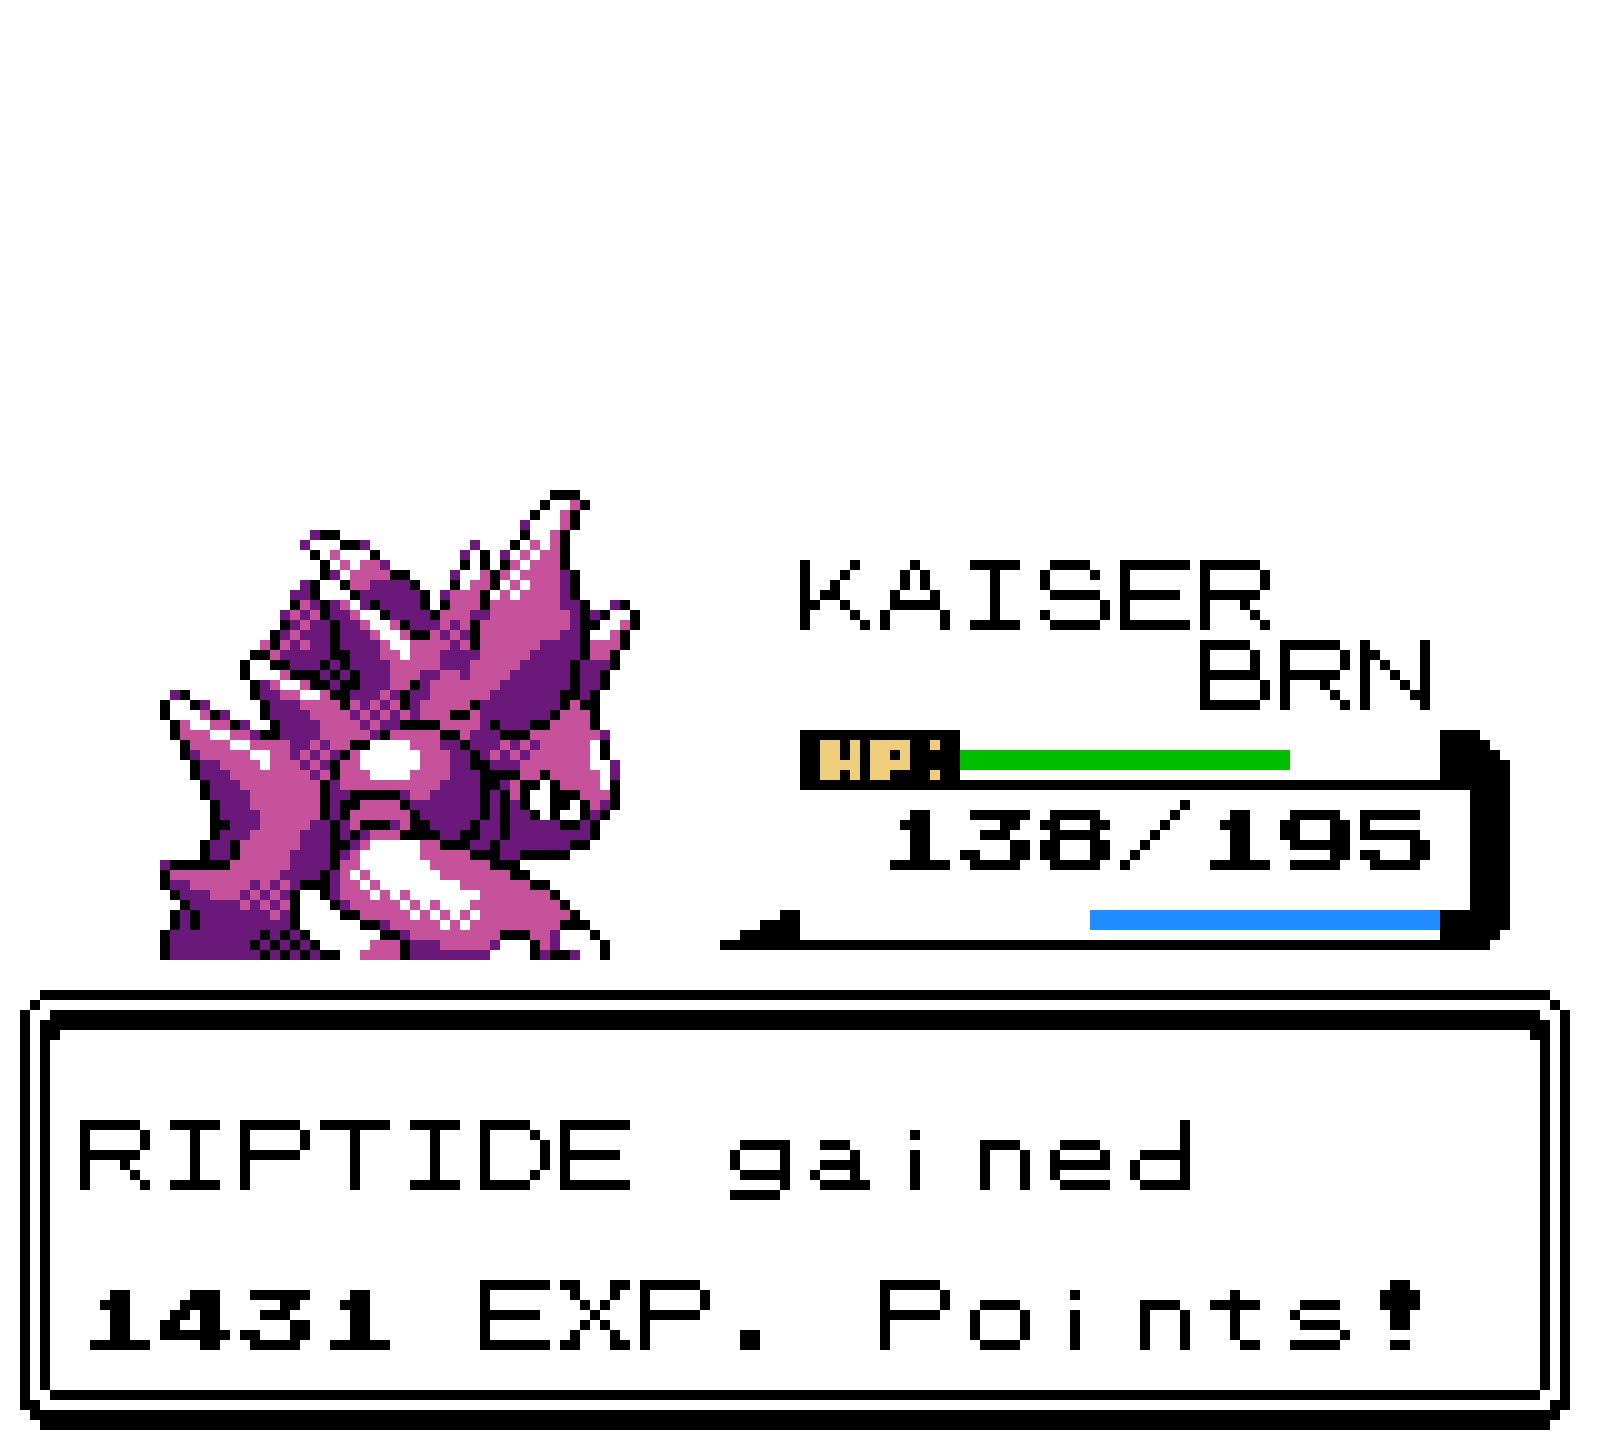 KAISER
BRN
HP:
138/195
RIPTIDE gained
1431 EXP. Points!